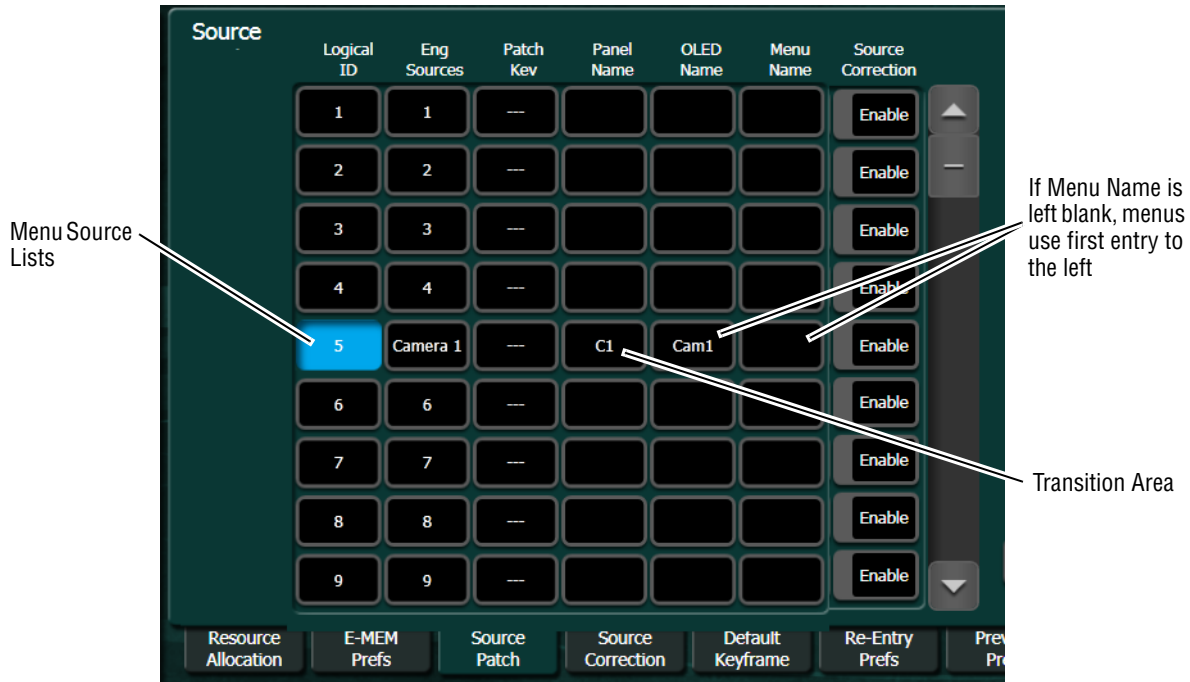 Source
Logical ID
Eng Sources
Patch Kev
Panel Name
OLED Name
Menu Name
Source Correction
1 1 --- Enable
2 2 --- Enable
3 3 --- Enable
4 4 --- Enable
5 Camera 1 --- C1 Cam1 Enable
6 6 --- Enable
7 7 --- Enable
8 8 --- Enable
9 9 --- Enable
Menu Source
Lists
If Menu Name is
left blank, menus
use first entry to
the left
Transition Area
Resource Allocation
E-MEM Prefs
Source Patch
Source Correction
Default Keyframe
Re-Entry Prefs